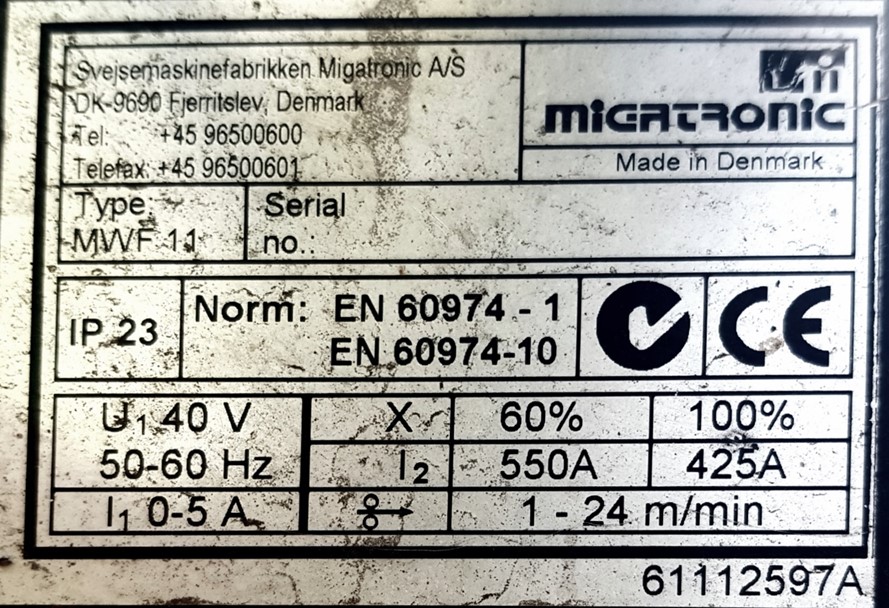 Svejsemaskinefabrikken Migatronic A/S
DK-9690 Fjerritslev, Denmark
Tel: +45 96500600
Telefax: +45 96500601
MIGATRONIC
Made in Denmark
Type:
MWF 11
Serial
no.:
IP 23
Norm: EN 60974 - 1
EN 60974-10
CE
U₁ 40 V X 60% 100%
50-60 Hz I₂ 550A 425A
I₁ 0-5 A 1 - 24 m/min
61112597A